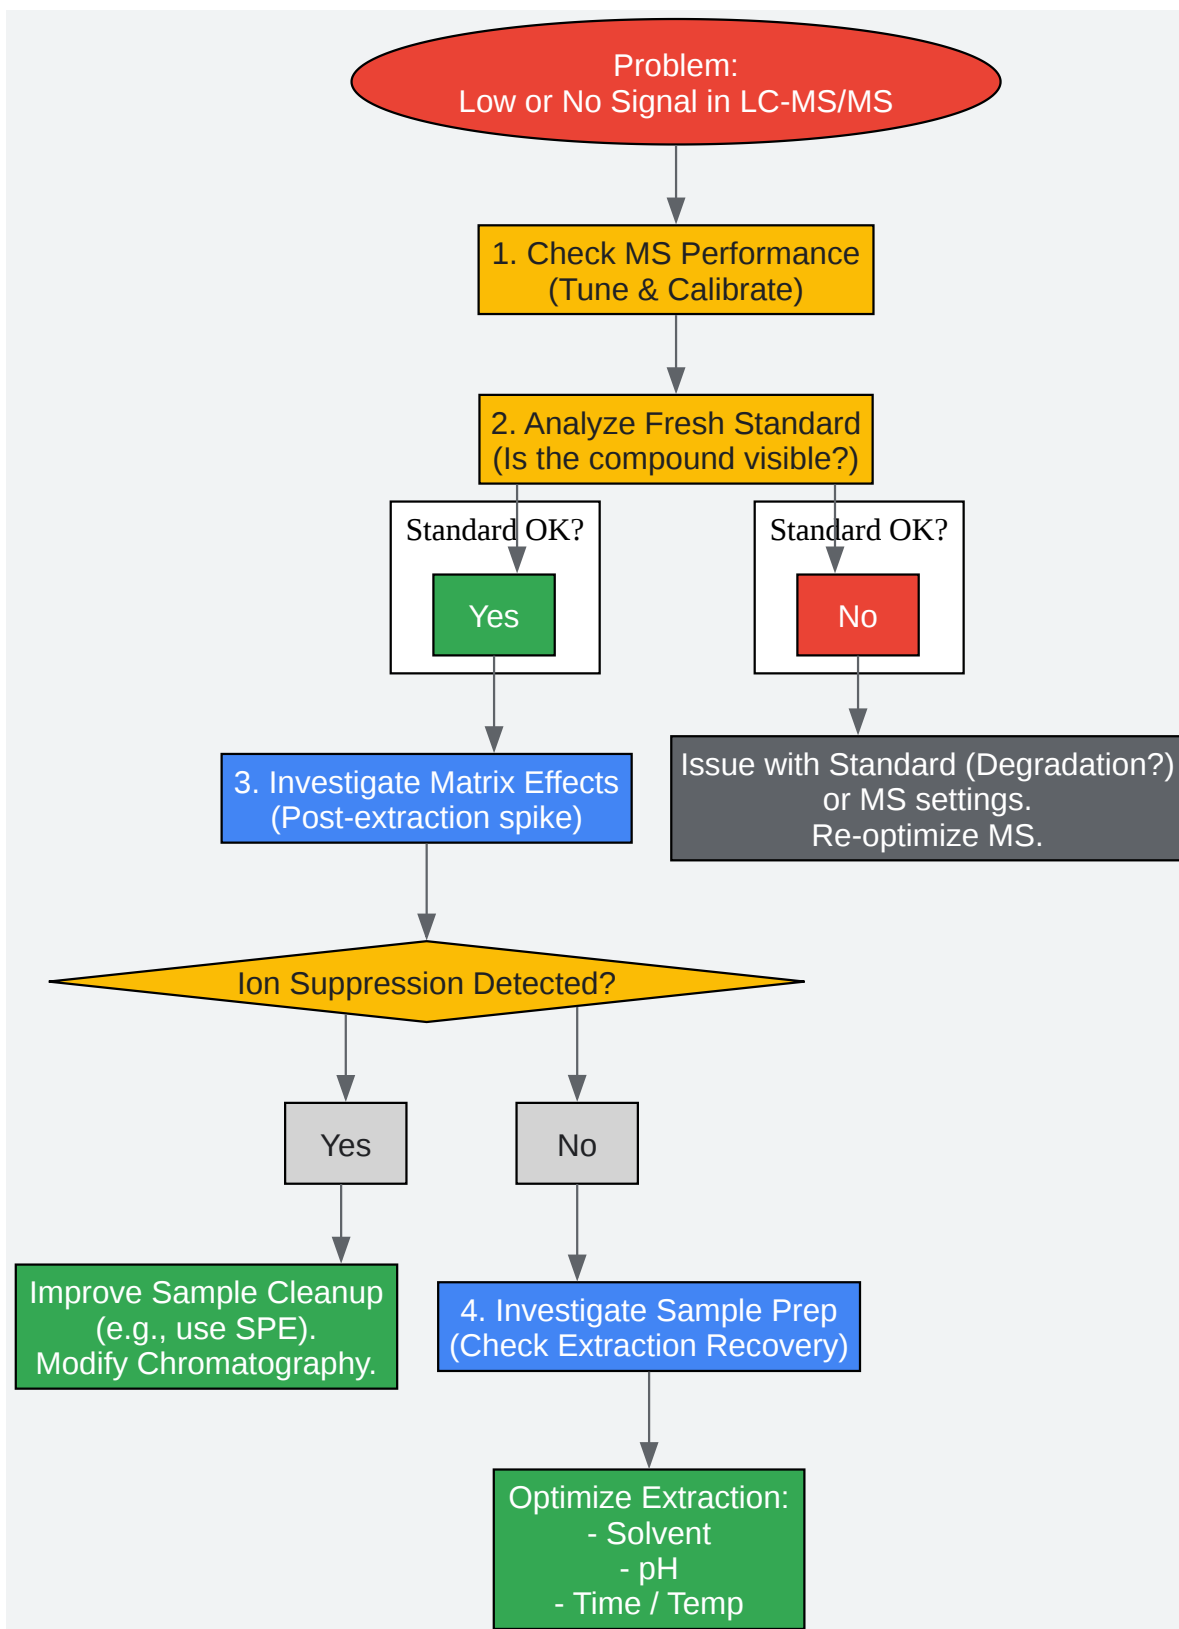 Problem:
Low or No Signal in LC-MS/MS
1. Check MS Performance
(Tune & Calibrate)
2. Analyze Fresh Standard
(Is the compound visible?)
Standard OK?
Yes
Standard OK?
No
3. Investigate Matrix Effects
(Post-extraction spike)
Issue with Standard (Degradation?)
or MS settings.
Re-optimize MS.
Ion Suppression Detected?
Yes
No
Improve Sample Cleanup
(e.g., use SPE).
Modify Chromatography.
4. Investigate Sample Prep
(Check Extraction Recovery)
Optimize Extraction:
- Solvent
- pH
- Time / Temp